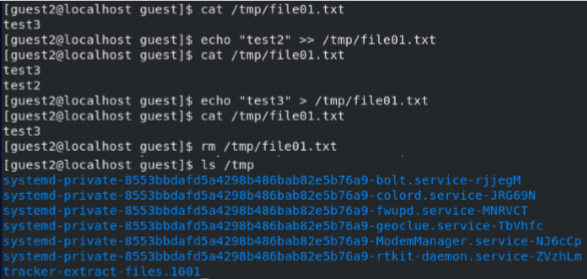 [guest2@localhost guest]$ cat /tmp/file01.txt
test3
[guest2@localhost guest]$ echo "test2" >> /tmp/file01.txt
[guest2@localhost guest]$ cat /tmp/file01.txt
test3
test2
[guest2@localhost guest]$ echo "test3" > /tmp/file01.txt
[guest2@localhost guest]$ cat /tmp/file01.txt
test3
[guest2@localhost guest]$ rm /tmp/file01.txt
[guest2@localhost guest]$ ls /tmp
systemd-private-8553bbdafd5a4298b486bab82e5b76a9-bolt.service-rjjegM
systemd-private-8553bbdafd5a4298b486bab82e5b76a9-colord.service-JRG69N
systemd-private-8553bbdafd5a4298b486bab82e5b76a9-fwupd.service-MNRVCT
systemd-private-8553bbdafd5a4298b486bab82e5b76a9-geoclue.service-TbVhfc
systemd-private-8553bbdafd5a4298b486bab82e5b76a9-ModemManager.service-NJ6cCp
systemd-private-8553bbdafd5a4298b486bab82e5b76a9-rtkit-daemon.service-ZVzhLm
tracker-extract-files.1001